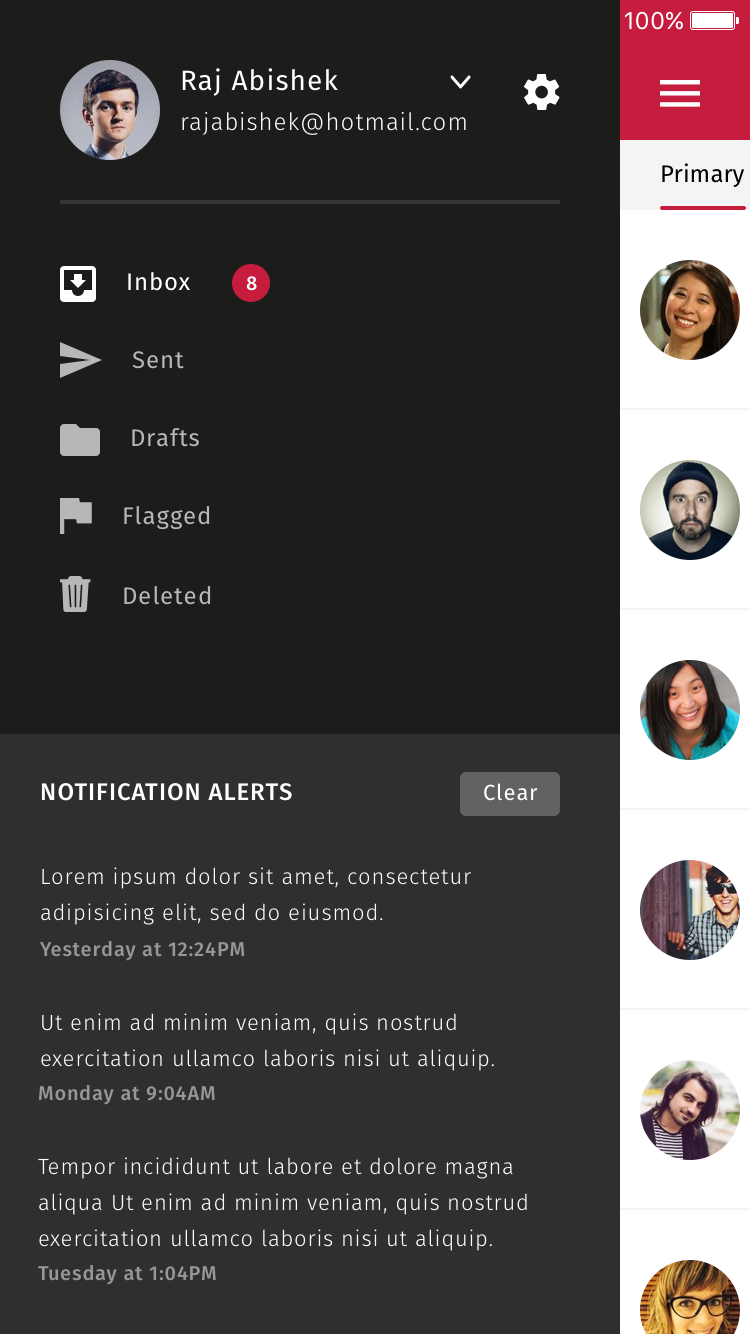 100%
Raj Abishek
rajabishek@hotmail.com
Primary
Inbox 8
Sent
Drafts
Flagged
Deleted
NOTIFICATION ALERTS
Clear
Lorem ipsum dolor sit amet, consectetur
adipisicing elit, sed do eiusmod.
Yesterday at 12:24PM
Ut enim ad minim veniam, quis nostrud
exercitation ullamco laboris nisi ut aliquip.
Monday at 9:04AM
Tempor incididunt ut labore et dolore magna
aliqua Ut enim ad minim veniam, quis nostrud
exercitation ullamco laboris nisi ut aliquip.
Tuesday at 1:04PM